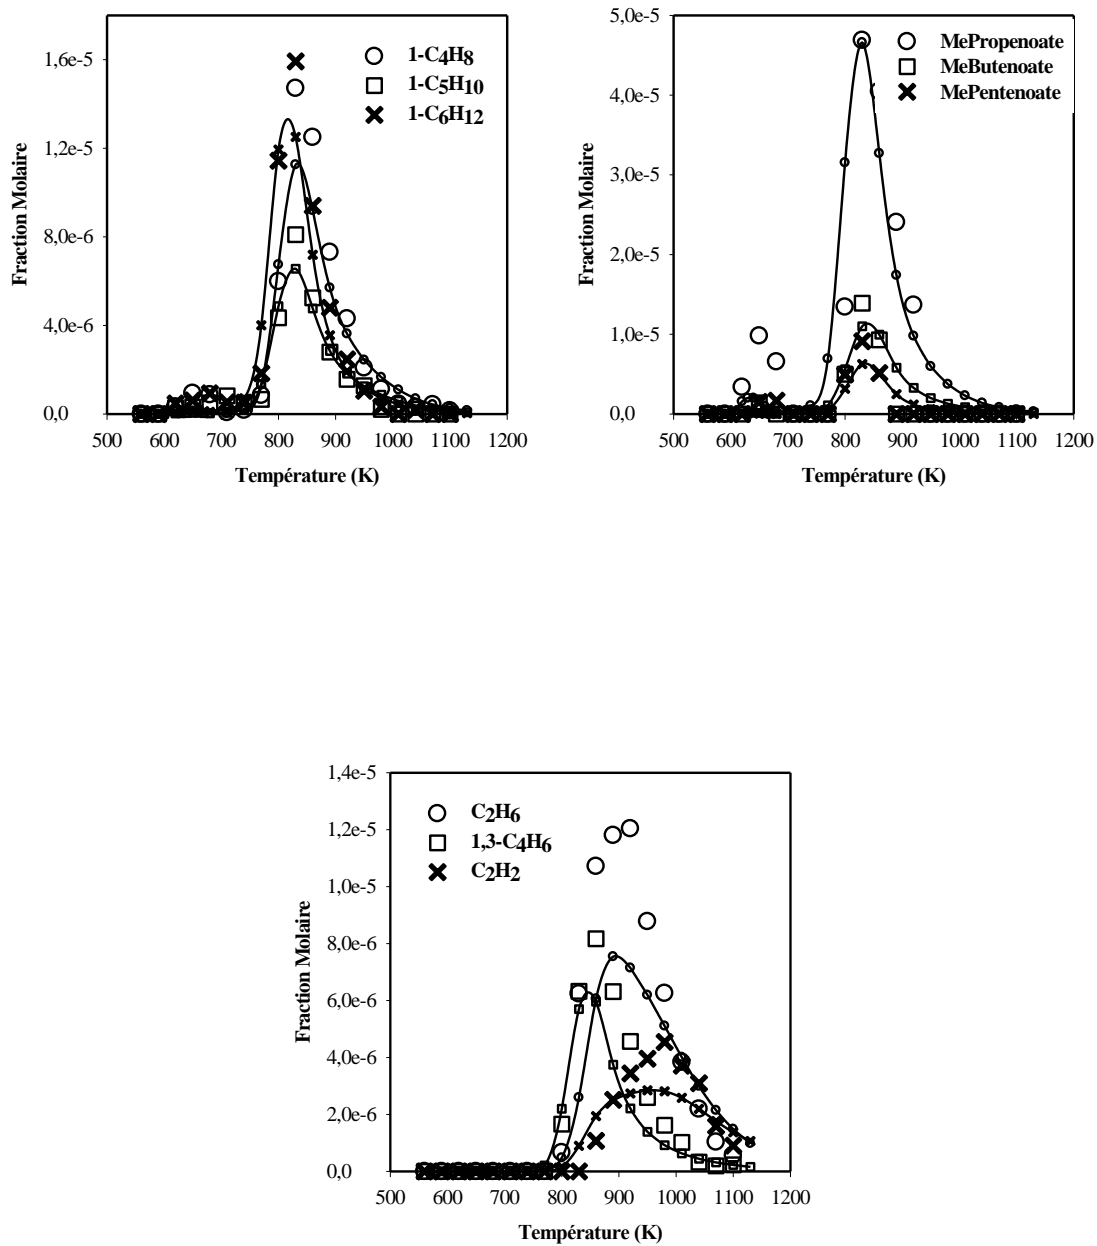 1,6e-5
1,2e-5
8,0e-6
4,0e-6
0,0
Fraction Molaire
1-C4H8
1-C5H10
1-C6H12
500 600 700 800 900 1000 1100 1200
Température (K)
5,0e-5
4,0e-5
3,0e-5
2,0e-5
1,0e-5
0,0
Fraction Molaire
MePropenoate
MeButenoate
MePentenoate
500 600 700 800 900 1000 1100 1200
Température (K)
1,4e-5
1,2e-5
1,0e-5
8,0e-6
6,0e-6
4,0e-6
2,0e-6
0,0
Fraction Molaire
C2H6
1,3-C4H6
C2H2
500 600 700 800 900 1000 1100 1200
Température (K)